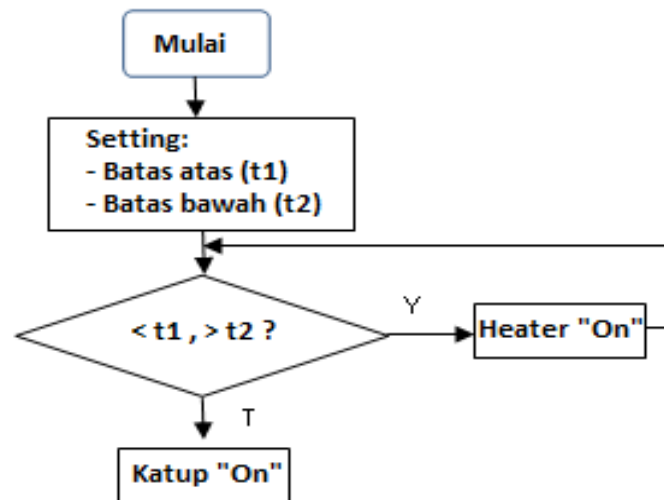 Mulai
Setting:
- Batas atas (t1)
- Batas bawah (t2)
< t1 , > t2 ?
Y
Heater "On"
T
Katup "On"